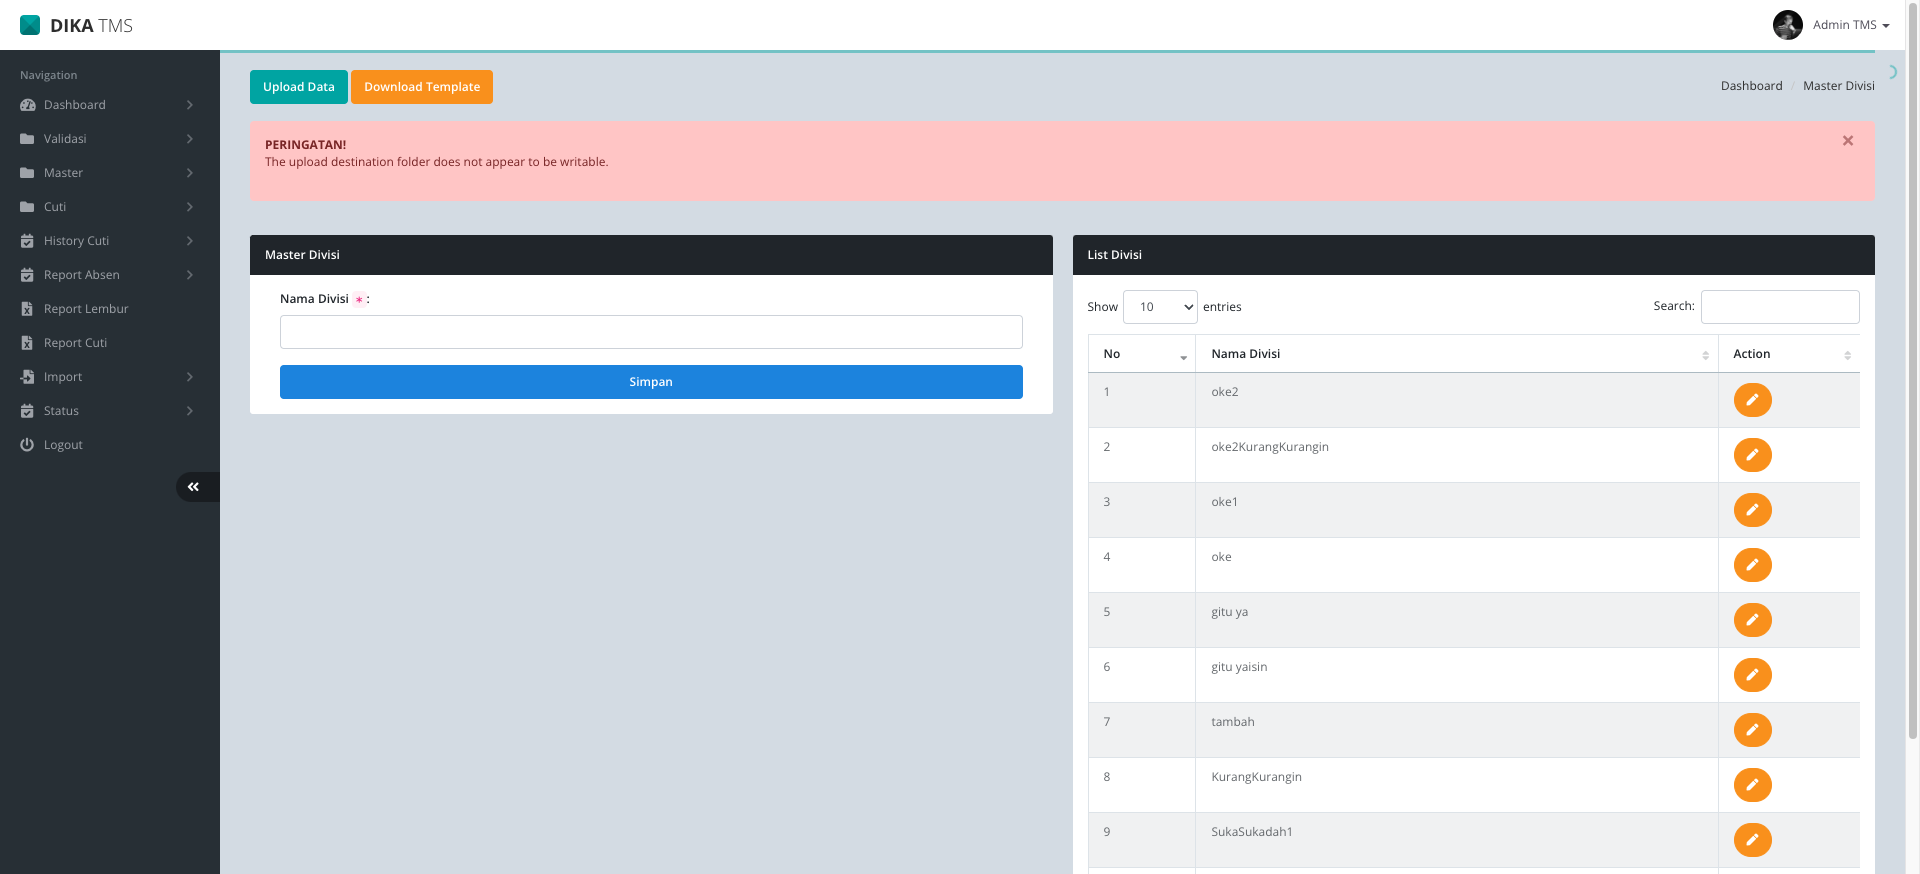 DIKA TMS
Admin TMS
Navigation
Dashboard
Validasi
Master
Cuti
History Cuti
Report Absen
Report Lembur
Report Cuti
Import
Status
Logout
Upload Data
Download Template
Dashboard / Master Divisi
PERINGATAN!
The upload destination folder does not appear to be writable.
Master Divisi
Nama Divisi * :
Simpan
List Divisi
Show 10 entries
Search:
No Nama Divisi Action
1 oke2
2 oke2KurangKurangin
3 oke1
4 oke
5 gitu ya
6 gitu yaisin
7 tambah
8 KurangKurangin
9 SukaSukadah1